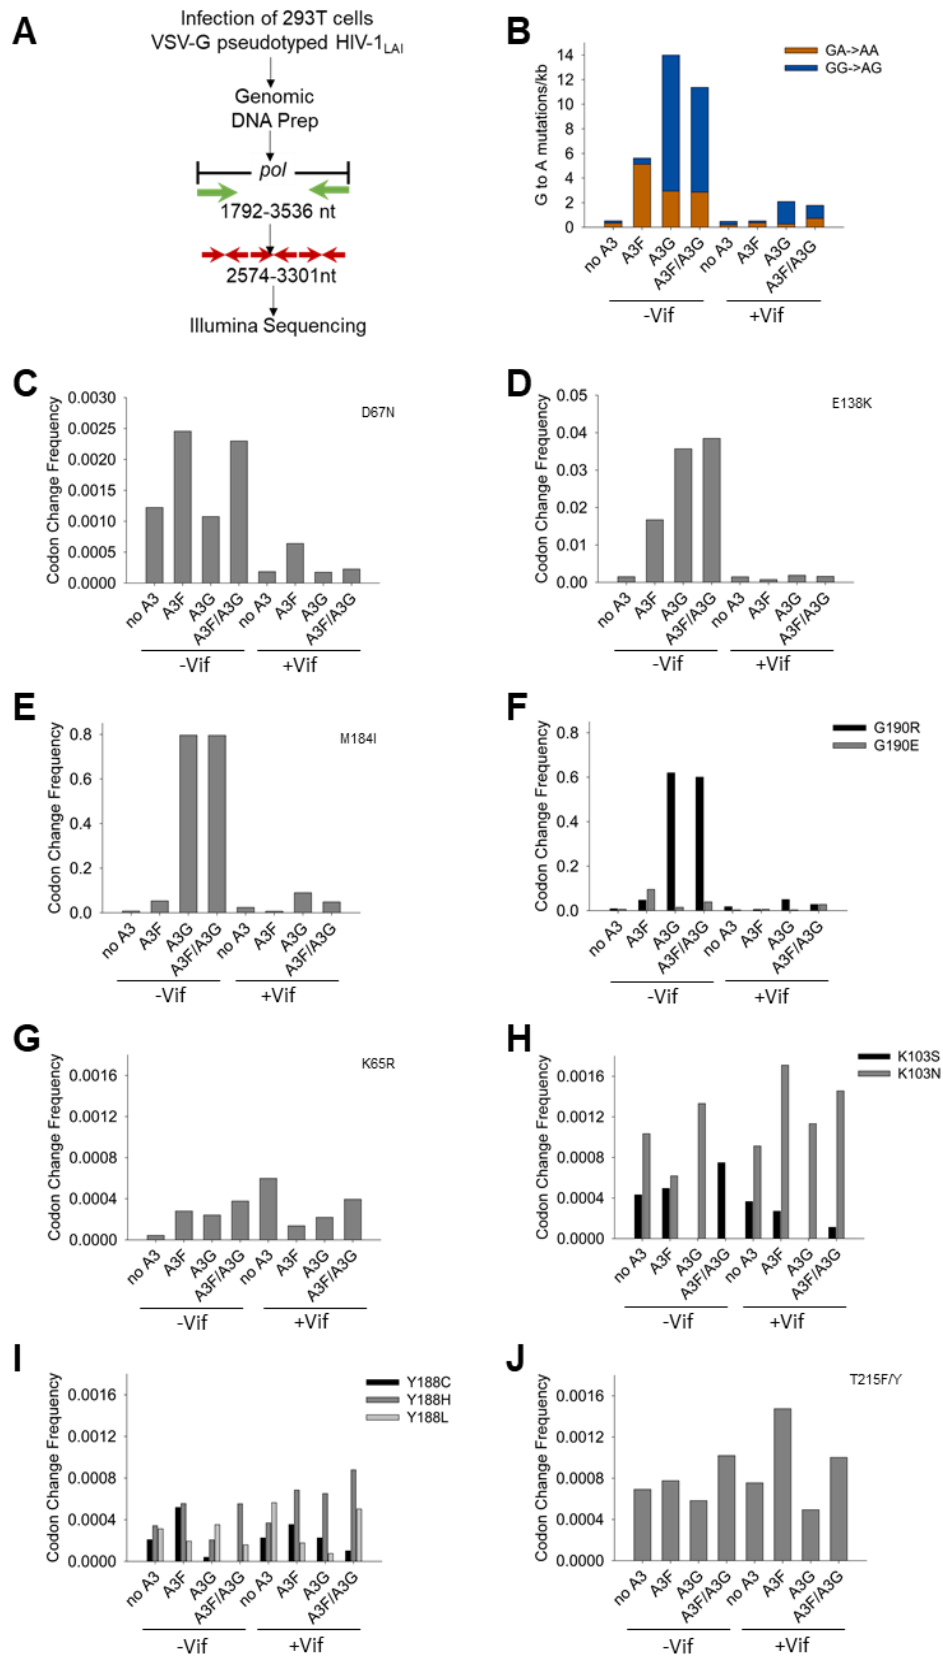 A
Infection of 293T cells
VSV-G pseudotyped HIV-1LAI
Genomic
DNA Prep
pol
1792-3536 nt
2574-3301nt
Illumina Sequencing
B
G to A mutations/kb
14
12
10
8
6
4
2
0
GA->AA
GG->AG
no A3
A3F
A3G
A3F/A3G
no A3
A3F
A3G
A3F/A3G
-Vif
+Vif
C
Codon Change Frequency
0.0030
0.0025
0.0020
0.0015
0.0010
0.0005
0.0000
D67N
no A3
A3F
A3G
A3F/A3G
no A3
A3F
A3G
A3F/A3G
-Vif
+Vif
D
Codon Change Frequency
0.05
0.04
0.03
0.02
0.01
0.00
E138K
no A3
A3F
A3G
A3F/A3G
no A3
A3F
A3G
A3F/A3G
-Vif
+Vif
E
Codon Change Frequency
0.8
0.6
0.4
0.2
0.0
M184I
no A3
A3F
A3G
A3F/A3G
no A3
A3F
A3G
A3F/A3G
-Vif
+Vif
F
Codon Change Frequency
0.8
0.6
0.4
0.2
0.0
G190R
G190E
no A3
A3F
A3G
A3F/A3G
no A3
A3F
A3G
A3F/A3G
-Vif
+Vif
G
Codon Change Frequency
0.0016
0.0012
0.0008
0.0004
0.0000
K65R
no A3
A3F
A3G
A3F/A3G
no A3
A3F
A3G
A3F/A3G
-Vif
+Vif
H
Codon Change Frequency
0.0016
0.0012
0.0008
0.0004
0.0000
K103S
K103N
no A3
A3F
A3G
A3F/A3G
no A3
A3F
A3G
A3F/A3G
-Vif
+Vif
I
Codon Change Frequency
0.0016
0.0012
0.0008
0.0004
0.0000
Y188C
Y188H
Y188L
no A3
A3F
A3G
A3F/A3G
no A3
A3F
A3G
A3F/A3G
-Vif
+Vif
J
Codon Change Frequency
0.0016
0.0012
0.0008
0.0004
0.0000
T215F/Y
no A3
A3F
A3G
A3F/A3G
no A3
A3F
A3G
A3F/A3G
-Vif
+Vif